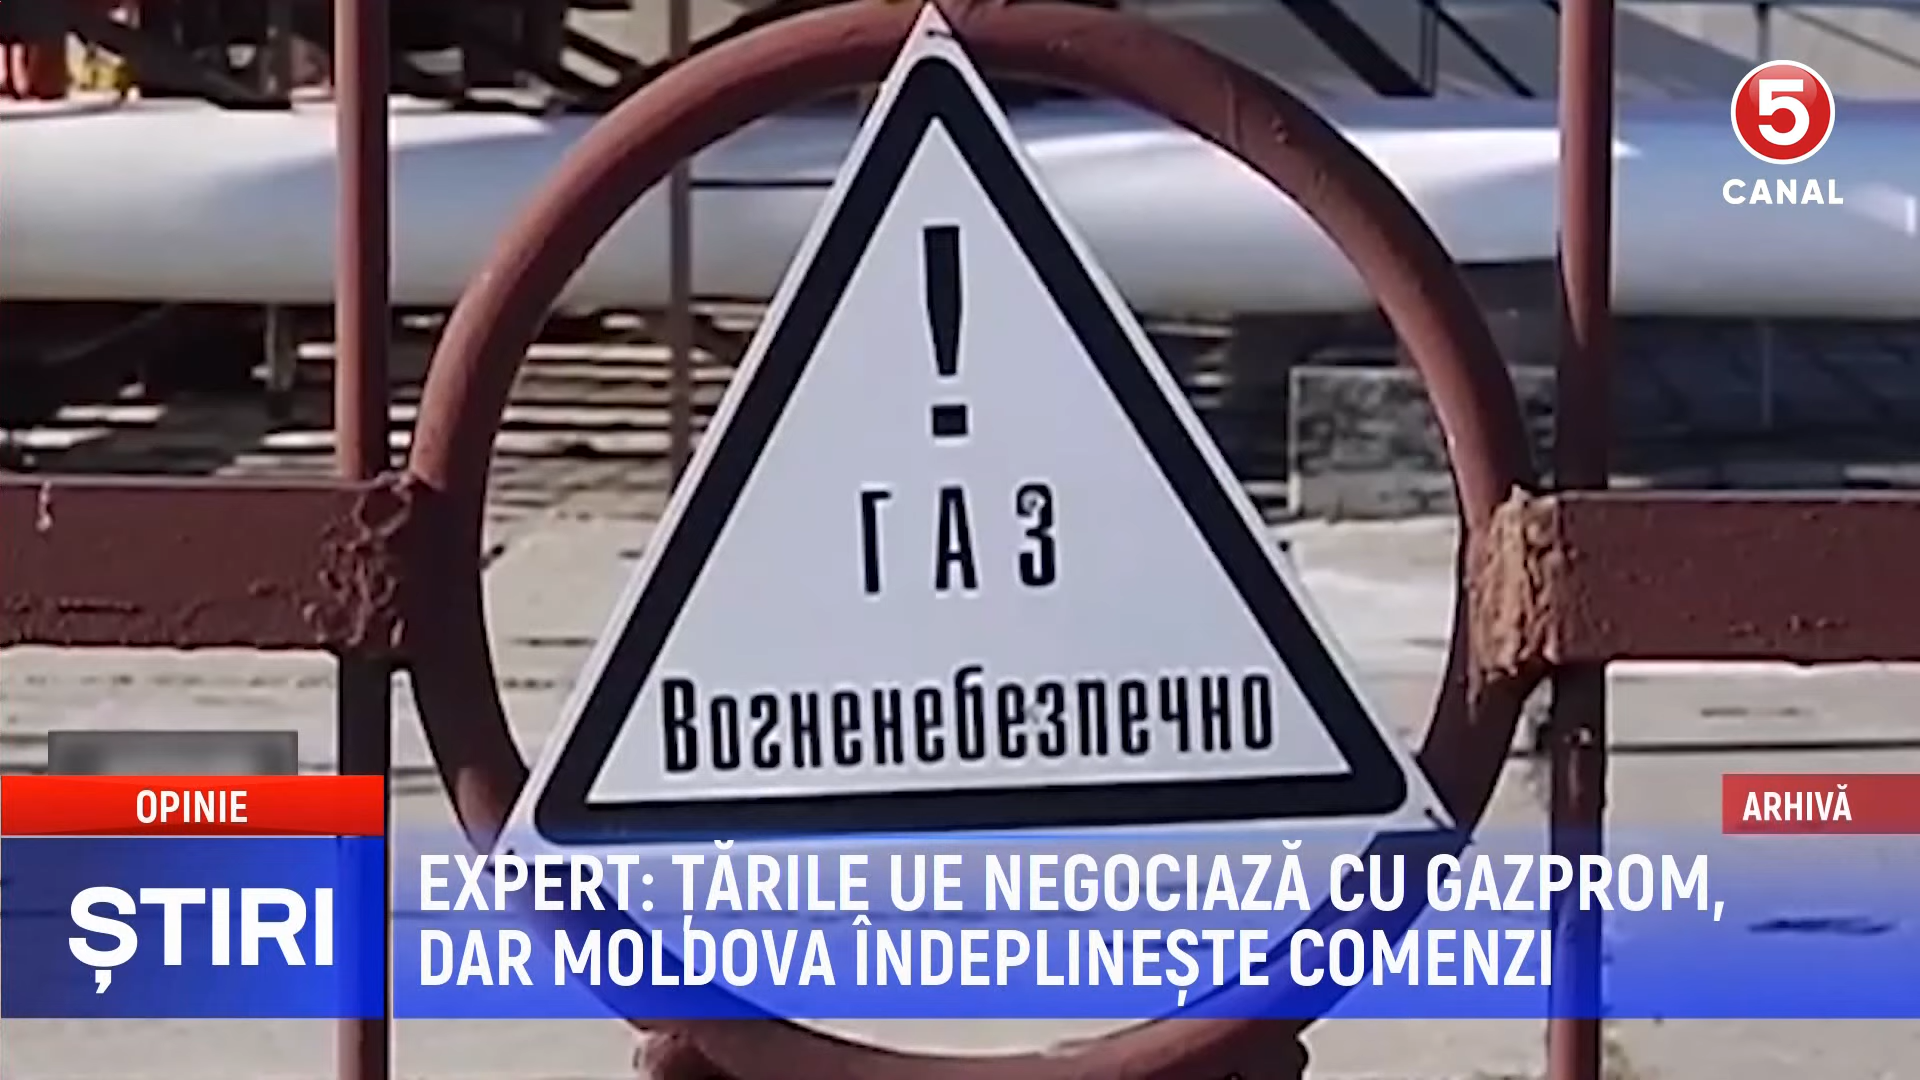 5
CANAL
!
ГАЗ
Вогненебезпечно
OPINIE
ARHIVĂ
ȘTIRI
EXPERT: ȚĂRILE UE NEGOCIAZĂ CU GAZPROM,
DAR MOLDOVA ÎNDEPLINEȘTE COMENZI